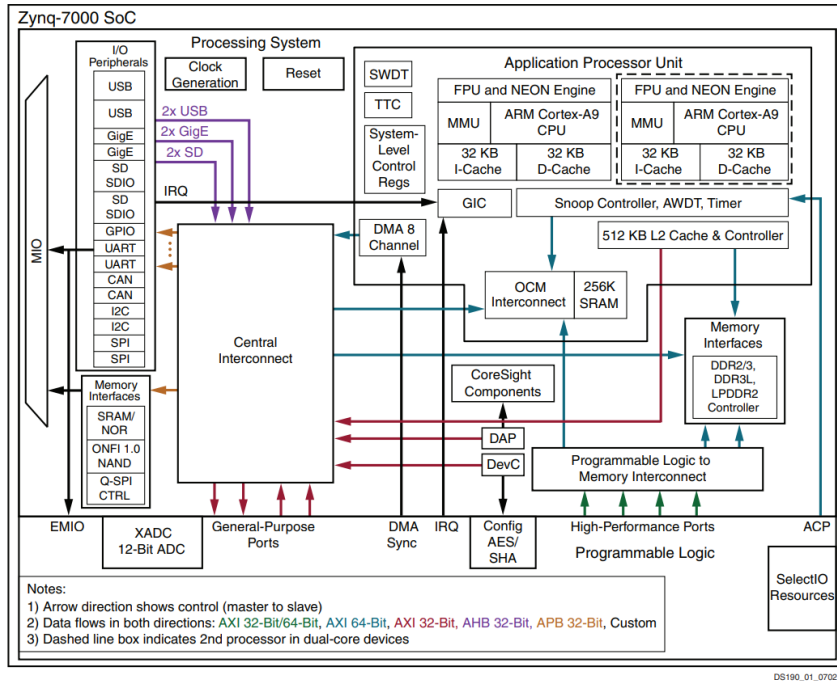 Zynq-7000 SoC
I/O
Peripherals
USB
USB
GigE
GigE
SD
SDIO
SD
SDIO
GPIO
UART
UART
CAN
CAN
I2C
I2C
SPI
SPI
MIO
Processing System
Clock
Generation
Reset
2x USB
2x GigE
2x SD
IRQ
Application Processor Unit
SWDT
TTC
System-
Level
Control
Regs
FPU and NEON Engine
MMU
ARM Cortex-A9
CPU
32 KB
I-Cache
32 KB
D-Cache
FPU and NEON Engine
MMU
ARM Cortex-A9
CPU
32 KB
I-Cache
32 KB
D-Cache
GIC
Snoop Controller, AWDT, Timer
DMA 8
Channel
512 KB L2 Cache & Controller
OCM
Interconnect
256K
SRAM
Central
Interconnect
Memory
Interfaces
DDR2/3,
DDR3L,
LPDDR2
Controller
Memory
Interfaces
SRAM/
NOR
ONFI 1.0
NAND
Q-SPI
CTRL
CoreSight
Components
DAP
DevC
Programmable Logic to
Memory Interconnect
EMIO
XADC
12-Bit ADC
General-Purpose
Ports
DMA
Sync
IRQ
Config
AES/
SHA
High-Performance Ports
ACP
Programmable Logic
SelectIO
Resources
Notes:
1) Arrow direction shows control (master to slave)
2) Data flows in both directions: AXI 32-Bit/64-Bit, AXI 64-Bit, AXI 32-Bit, AHB 32-Bit, APB 32-Bit, Custom
3) Dashed line box indicates 2nd processor in dual-core devices